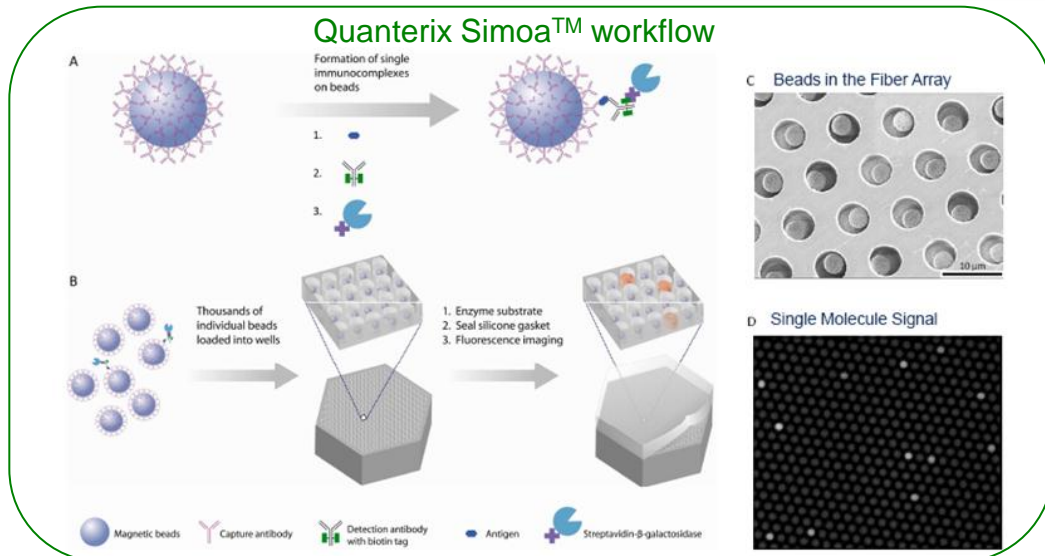 Quanterix Simoa™ workflow
A
Formation of single
immunocomplexes
on beads
1.
2.
3.
B
Thousands of
individual beads
loaded into wells
1. Enzyme substrate
2. Seal silicone gasket
3. Fluorescence imaging
Magnetic beads
Capture antibody
Detection antibody
with biotin tag
Antigen
Streptavidin-β-galactosidase
C Beads in the Fiber Array
10 µm
D Single Molecule Signal